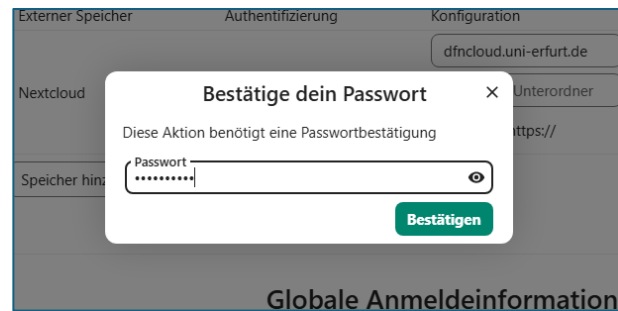 Externer Speicher Authentifizierung Konfiguration
dfncloud.uni-erfurt.de
Nextcloud Unterordner
ttps://
Speicher hinz
Bestätige dein Passwort
Diese Aktion benötigt eine Passwortbestätigung
Passwort
••••••••••
Bestätigen
Globale Anmeldeinformation